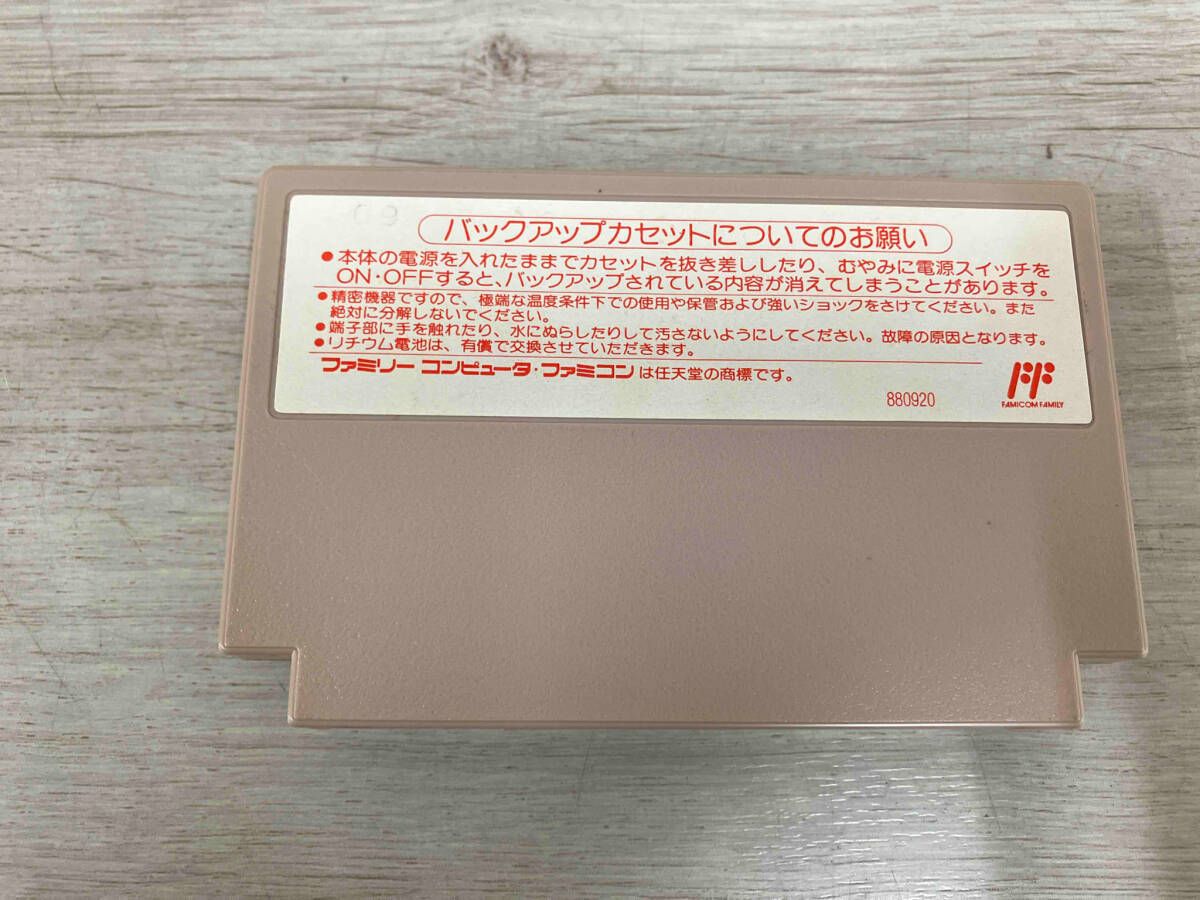 バックアップカセットについてのお願い
●本体の電源を入れたままでカセットを抜き差ししたり、むやみに電源スイッチを
ON・OFFすると、バックアップされている内容が消えてしまうことがあります。
●精密機器ですので、極端な温度条件下での使用や保管および強いショックをさけてください。また
絶対に分解しないでください。
●端子部に手を触れたり、水にぬらしたりして汚さないようにしてください。故障の原因となります。
●リチウム電池は、有償で交換させていただきます。
ファミリー コンピュータ・ファミコン は任天堂の商標です。
880920
FAMICOM FAMILY